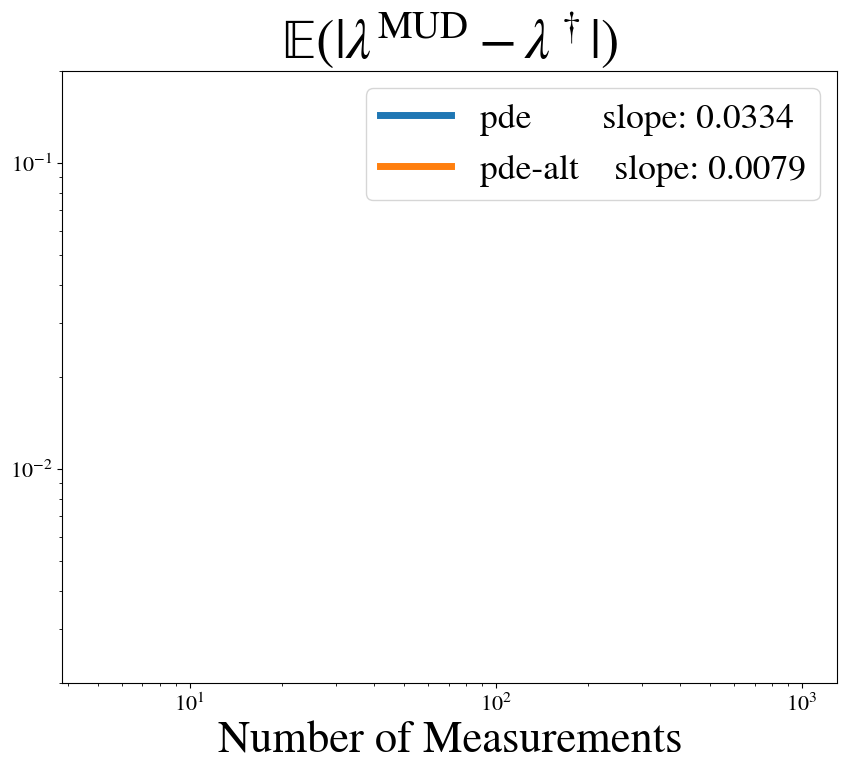 𝔼(|λ^MUD − λ^†|)
pde slope: 0.0334
pde-alt slope: 0.0079
10⁻¹
10⁻²
10¹ 10² 10³
Number of Measurements